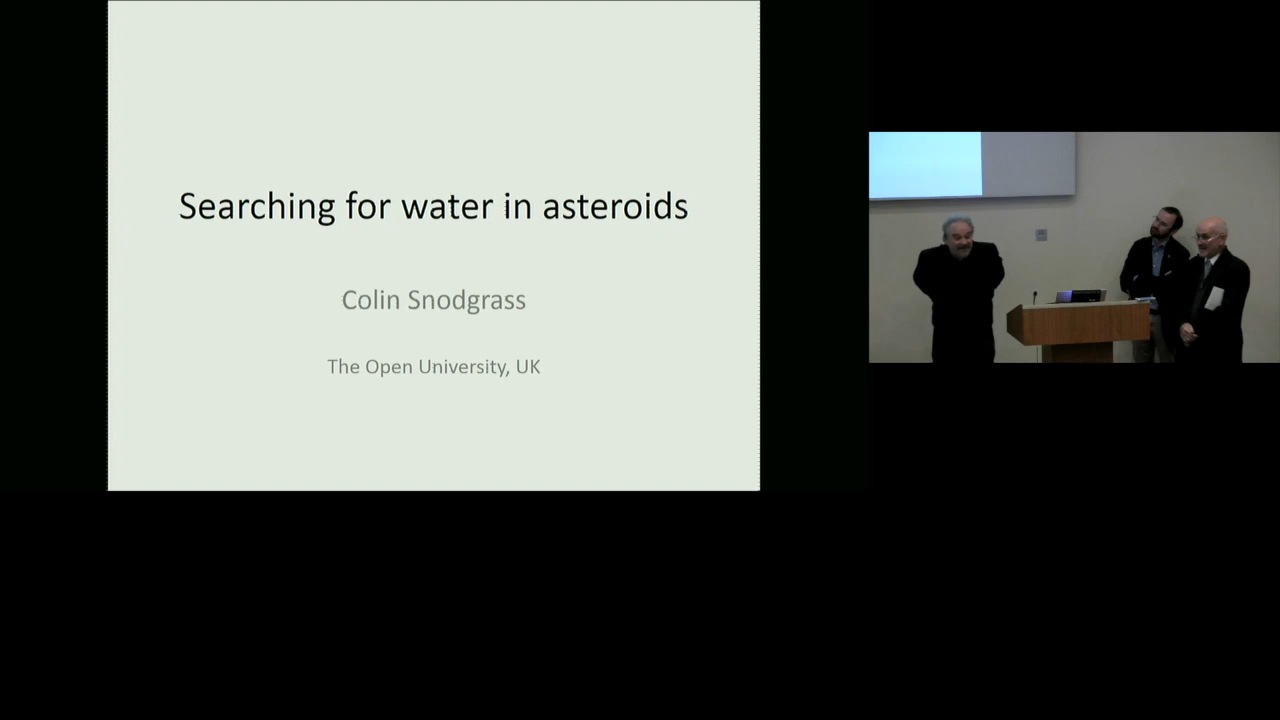 Searching for water in asteroids
Colin Snodgrass
The Open University, UK